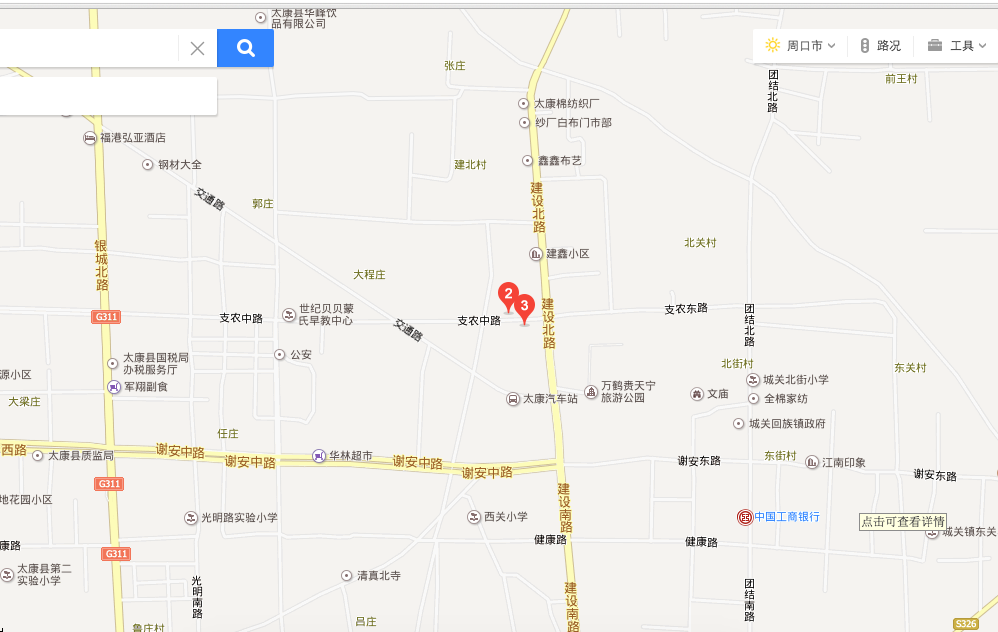 太康县华峰饮
品有限公司
周口市
路况
工具
张庄
团结北路
前王村
太康棉纺织厂
纱厂白布门市部
福港弘亚酒店
钢材大全
建北村
鑫鑫布艺
交通路
郭庄
建设北路
银城北路
北关村
建鑫小区
大程庄
2
3
世纪贝贝蒙
氏早教中心
G311
支农中路
交通路
支农中路
建设北路
支农东路
团结北路
公安
太康县国税局
办税服务厅
源小区
军翔副食
北街村
东关村
城关北街小学
万鹤贵天宁
旅游公园
文庙
全棉家纺
大梁庄
太康汽车站
城关回族镇政府
任庄
西路
太康县质监局
谢安中路
谢安中路
华林超市
谢安中路
谢安中路
谢安东路
东街村
江南印象
谢安东路
G311
地花园小区
建设南路
光明路实验小学
西关小学
中国工商银行
点击可查看详情
城关镇东关
康路
健康路
健康路
G311
太康县第二
实验小学
光明南路
清真北寺
建设南路
团结南路
鲁庄村
吕庄
S326